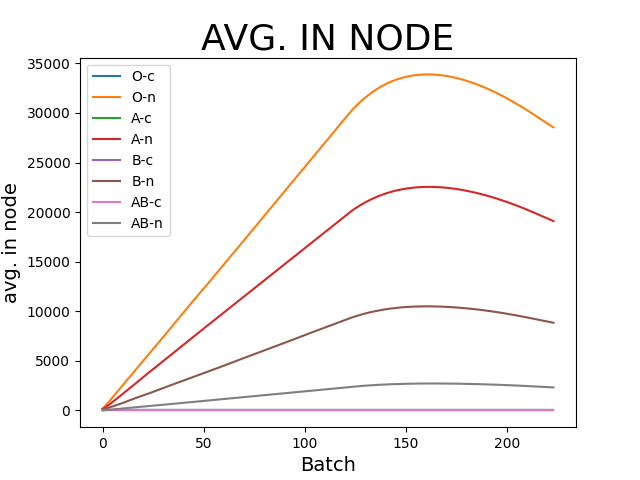 AVG. IN NODE
avg. in node
35000
30000
25000
20000
15000
10000
5000
0
O-c
O-n
A-c
A-n
B-c
B-n
AB-c
AB-n
0 50 100 150 200
Batch